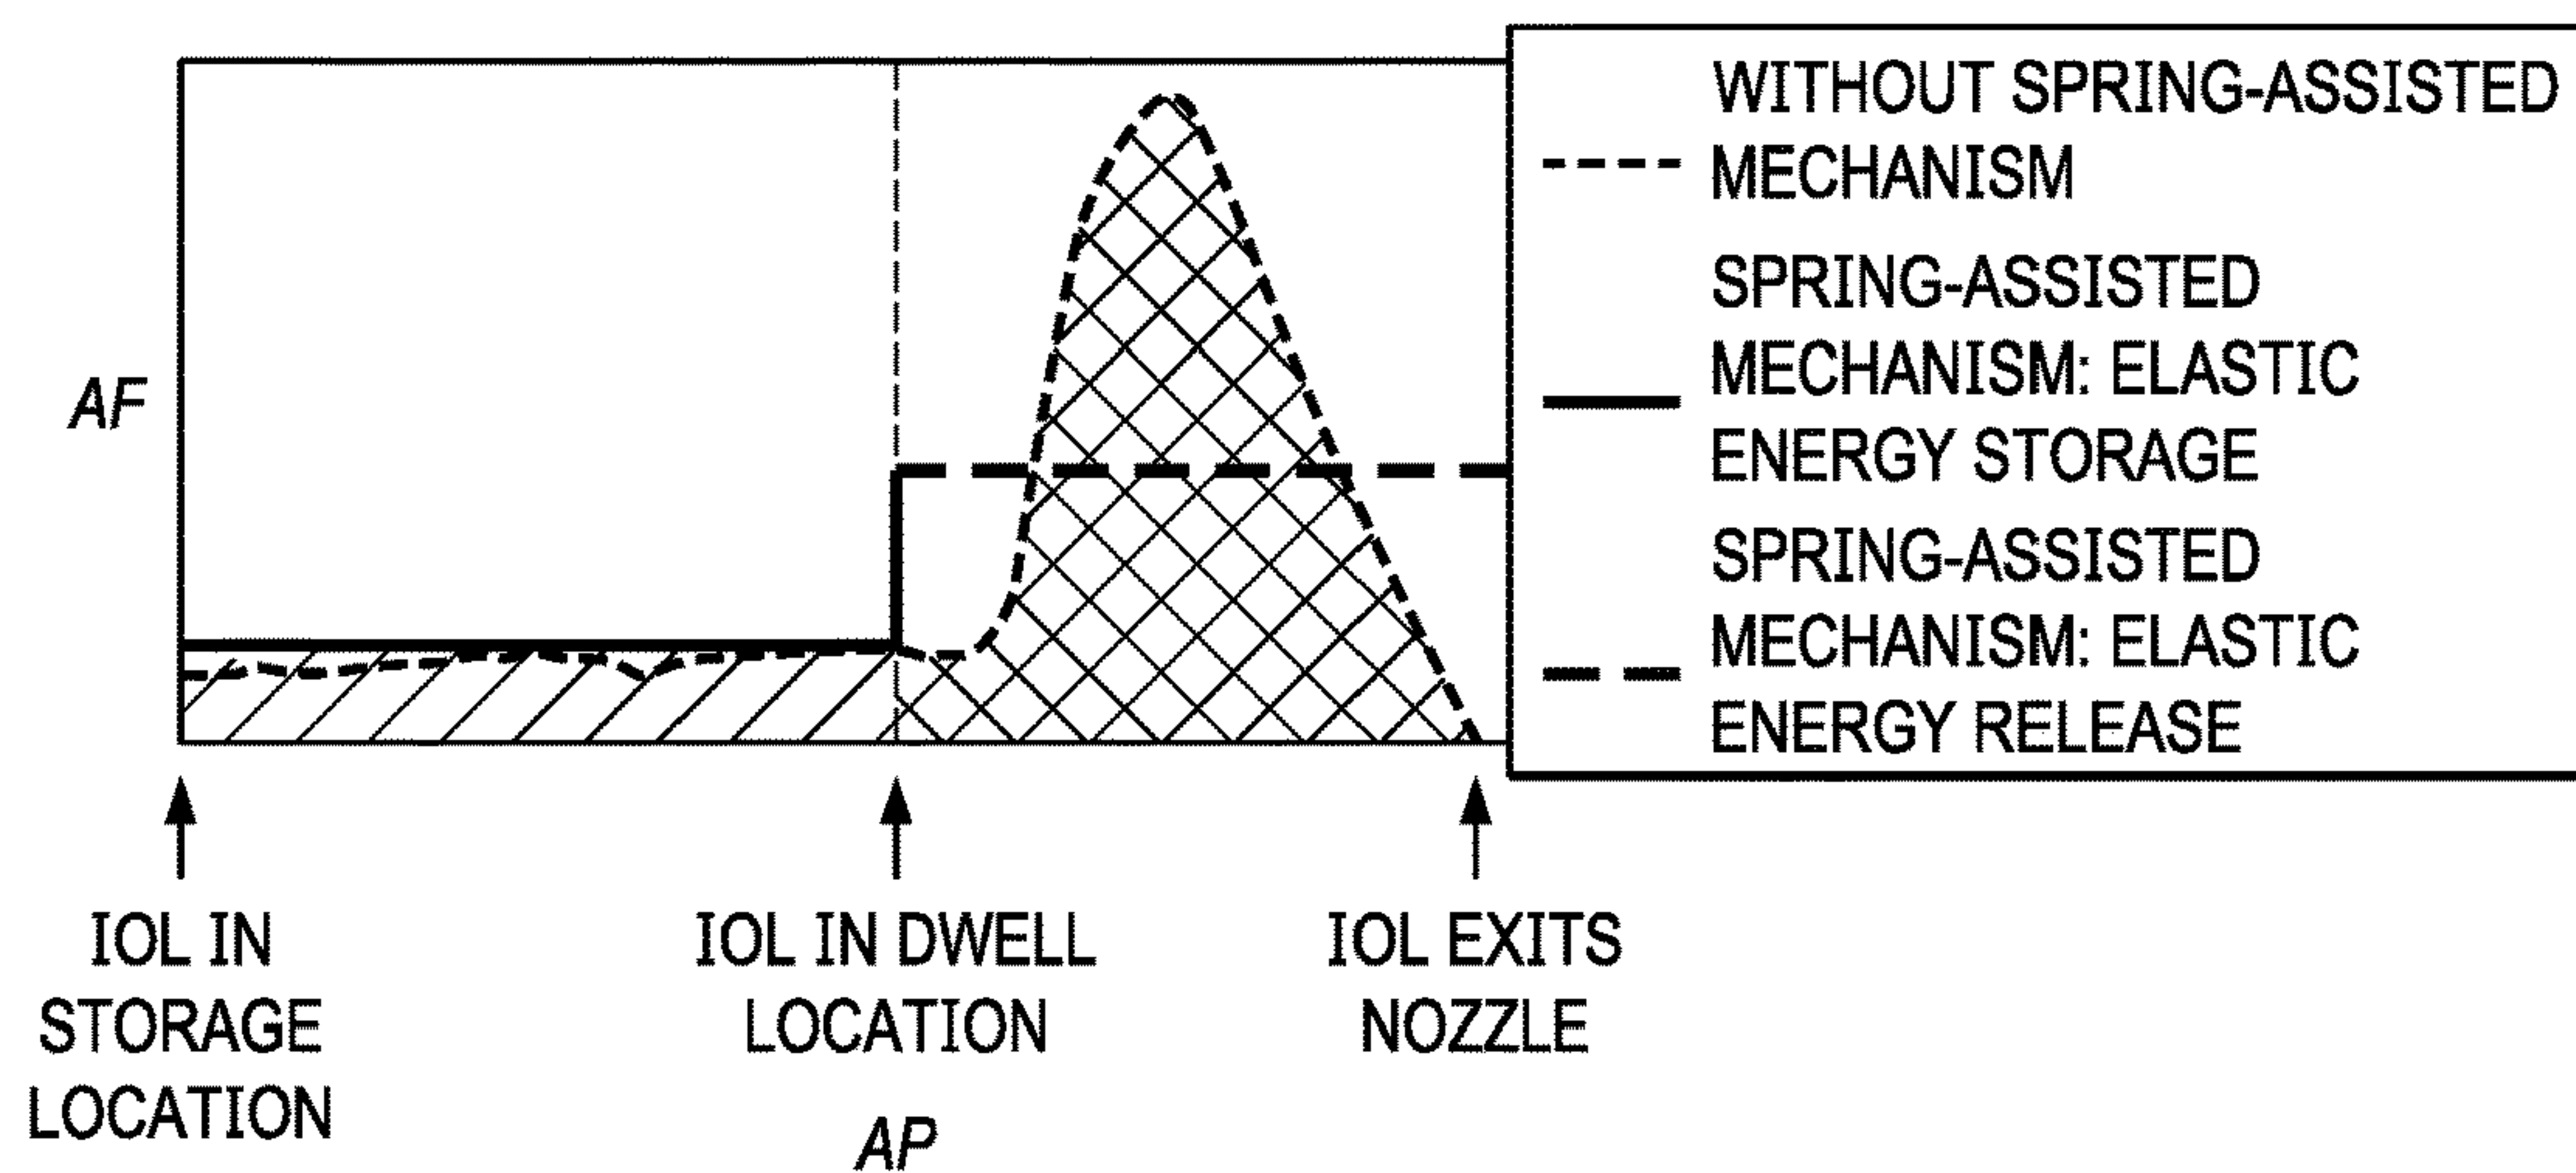 WITHOUT SPRING-ASSISTED
MECHANISM
SPRING-ASSISTED
MECHANISM: ELASTIC
ENERGY STORAGE
SPRING-ASSISTED
MECHANISM: ELASTIC
ENERGY RELEASE
AF
IOL IN
STORAGE
LOCATION
IOL IN DWELL
LOCATION
IOL EXITS
NOZZLE
AP